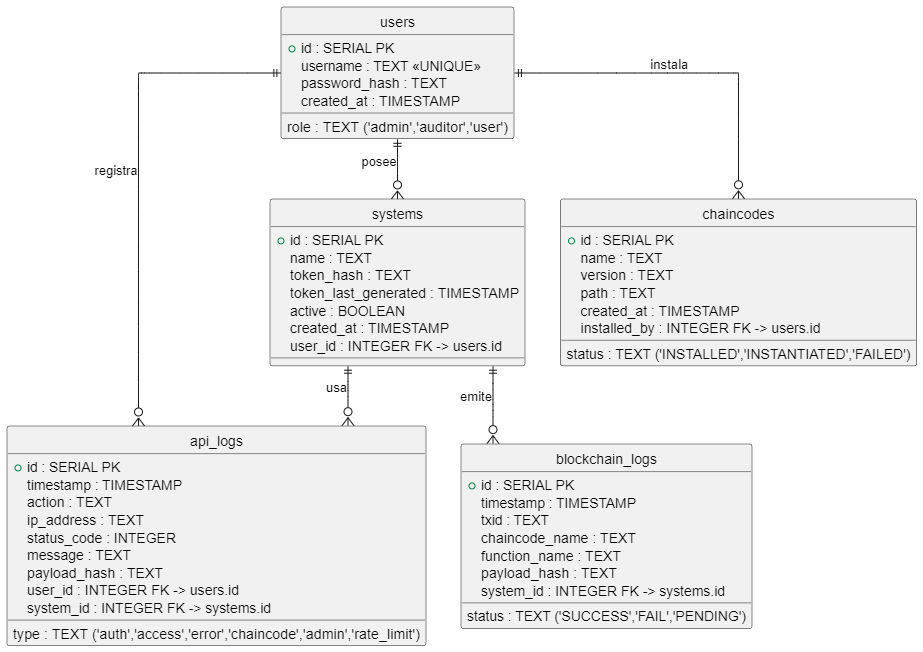 users
id : SERIAL PK
username : TEXT «UNIQUE»
password_hash : TEXT
created_at : TIMESTAMP
role : TEXT ('admin','auditor','user')
instala
registra
posee
systems
id : SERIAL PK
name : TEXT
token_hash : TEXT
token_last_generated : TIMESTAMP
active : BOOLEAN
created_at : TIMESTAMP
user_id : INTEGER FK -> users.id
chaincodes
id : SERIAL PK
name : TEXT
version : TEXT
path : TEXT
created_at : TIMESTAMP
installed_by : INTEGER FK -> users.id
status : TEXT ('INSTALLED','INSTANTIATED','FAILED')
usa
emite
api_logs
id : SERIAL PK
timestamp : TIMESTAMP
action : TEXT
ip_address : TEXT
status_code : INTEGER
message : TEXT
payload_hash : TEXT
user_id : INTEGER FK -> users.id
system_id : INTEGER FK -> systems.id
type : TEXT ('auth','access','error','chaincode','admin','rate_limit')
blockchain_logs
id : SERIAL PK
timestamp : TIMESTAMP
txid : TEXT
chaincode_name : TEXT
function_name : TEXT
payload_hash : TEXT
system_id : INTEGER FK -> systems.id
status : TEXT ('SUCCESS','FAIL','PENDING')